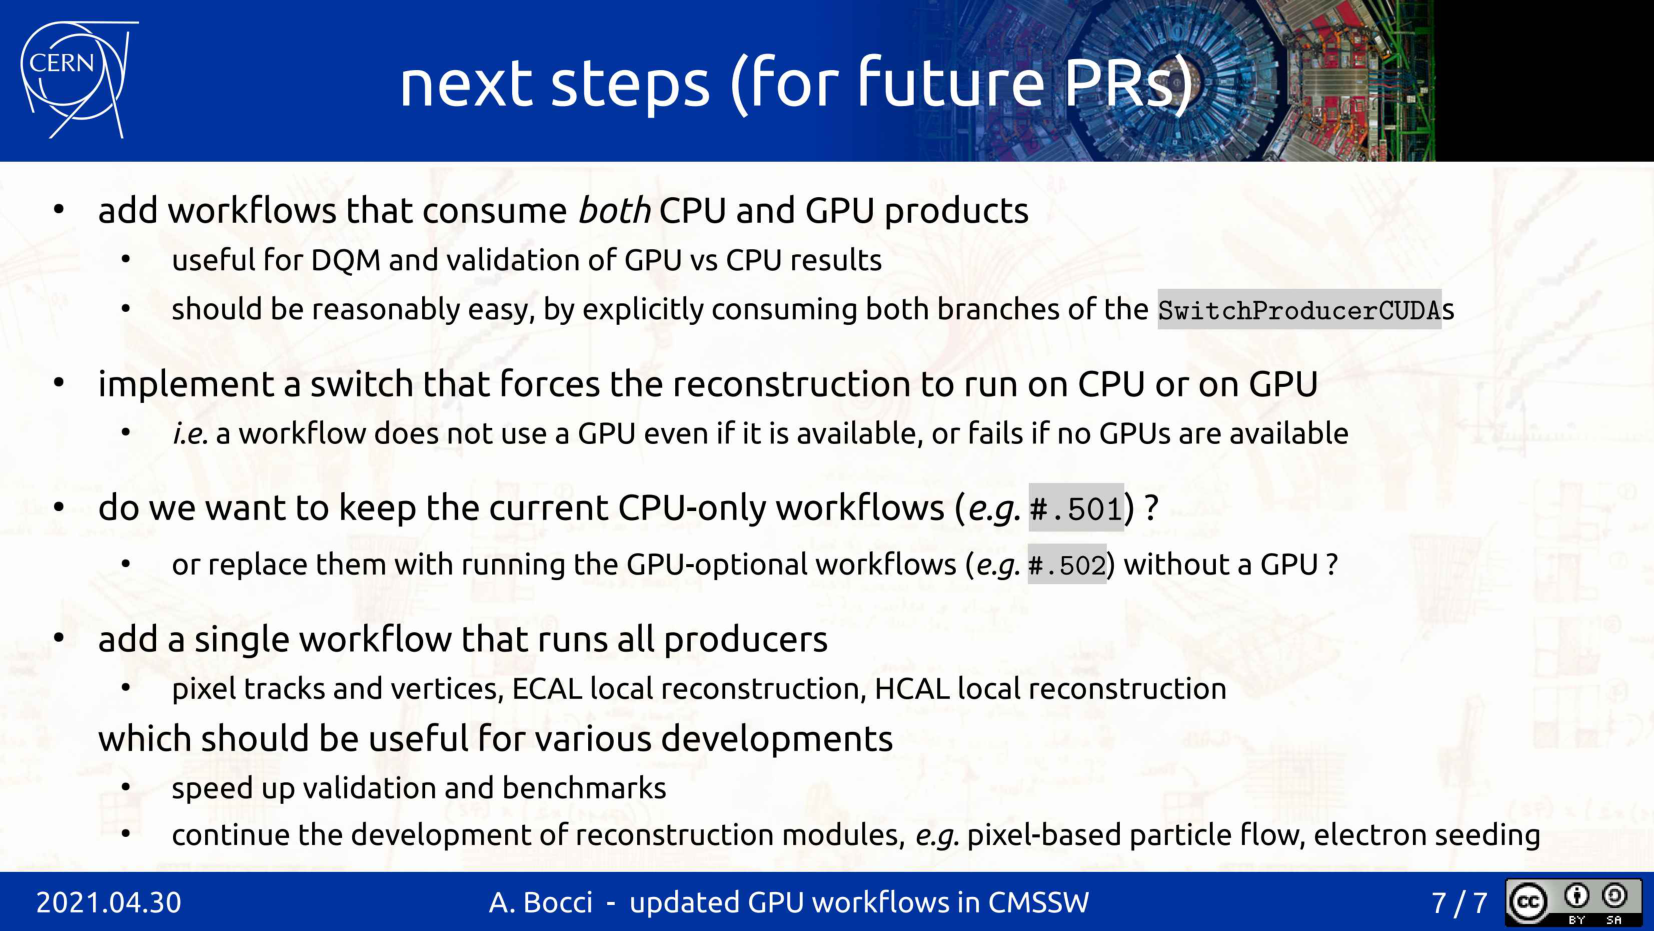 CERN
next steps (for future PRs)
• add workflows that consume both CPU and GPU products
• useful for DQM and validation of GPU vs CPU results
• should be reasonably easy, by explicitly consuming both branches of the SwitchProducerCUDAs
• implement a switch that forces the reconstruction to run on CPU or on GPU
• i.e. a workflow does not use a GPU even if it is available, or fails if no GPUs are available
• do we want to keep the current CPU-only workflows (e.g. #.501) ?
• or replace them with running the GPU-optional workflows (e.g. #.502) without a GPU ?
• add a single workflow that runs all producers
• pixel tracks and vertices, ECAL local reconstruction, HCAL local reconstruction
which should be useful for various developments
• speed up validation and benchmarks
• continue the development of reconstruction modules, e.g. pixel-based particle flow, electron seeding
2021.04.30
A. Bocci - updated GPU workflows in CMSSW
7 / 7
cc BY SA